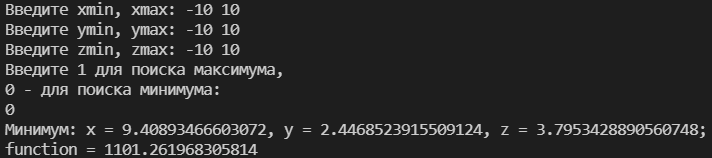 Введите xmin, xmax: -10 10
Введите ymin, ymax: -10 10
Введите zmin, zmax: -10 10
Введите 1 для поиска максимума,
0 - для поиска минимума:
0
Минимум: x = 9.40893466603072, y = 2.4468523915509124, z = 3.7953428890560748;
function = 1101.261968305814